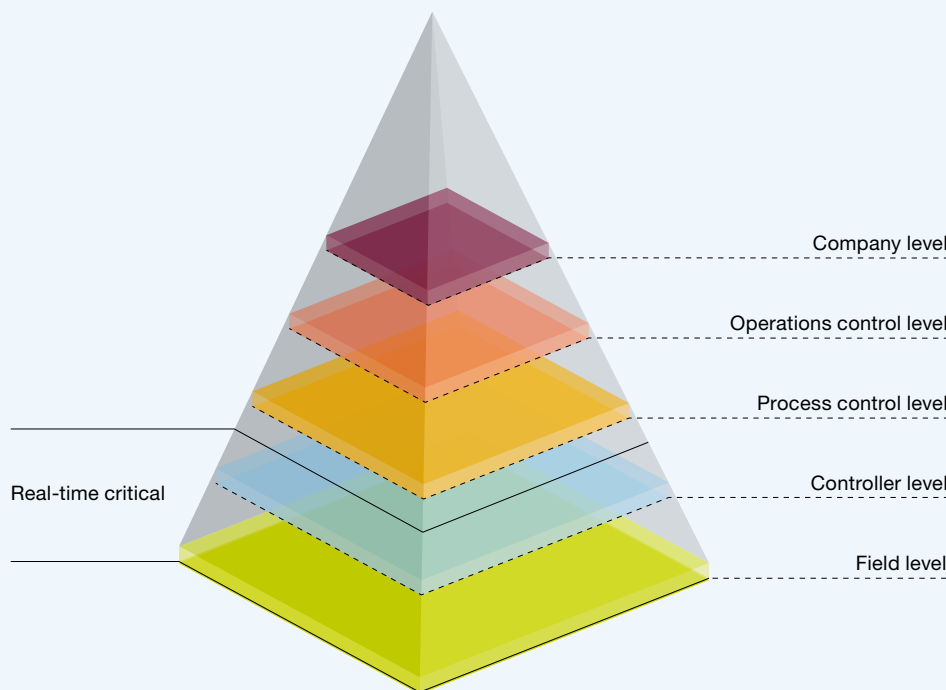 Company level
Operations control level
Process control level
Real-time critical
Controller level
Field level